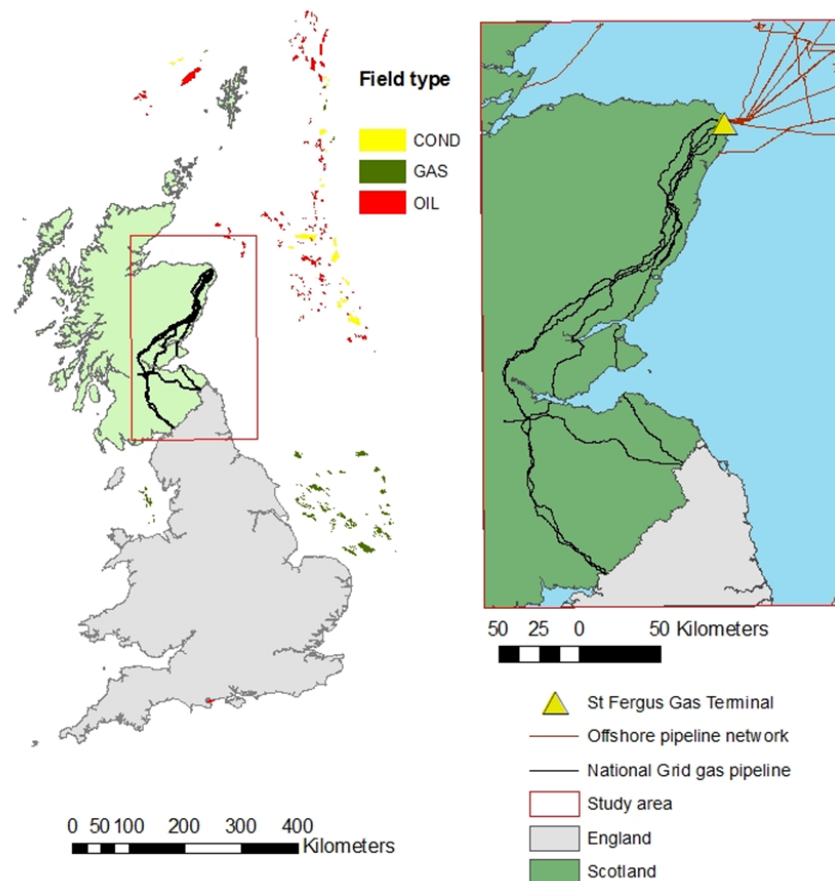 Field type
COND
GAS
OIL
50 25 0 50 Kilometers
St Fergus Gas Terminal
Offshore pipeline network
National Grid gas pipeline
Study area
England
Scotland
0 50 100 200 300 400
Kilometers